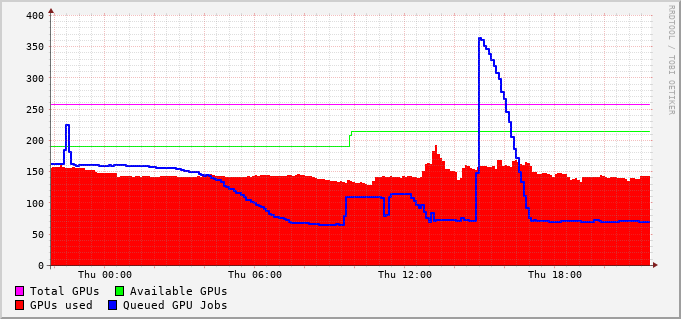 400
350
300
250
200
150
100
50
0
Thu 00:00 Thu 06:00 Thu 12:00 Thu 18:00
Total GPUs Available GPUs
GPUs used Queued GPU Jobs
RRDTOOL / TOBI OETIKER